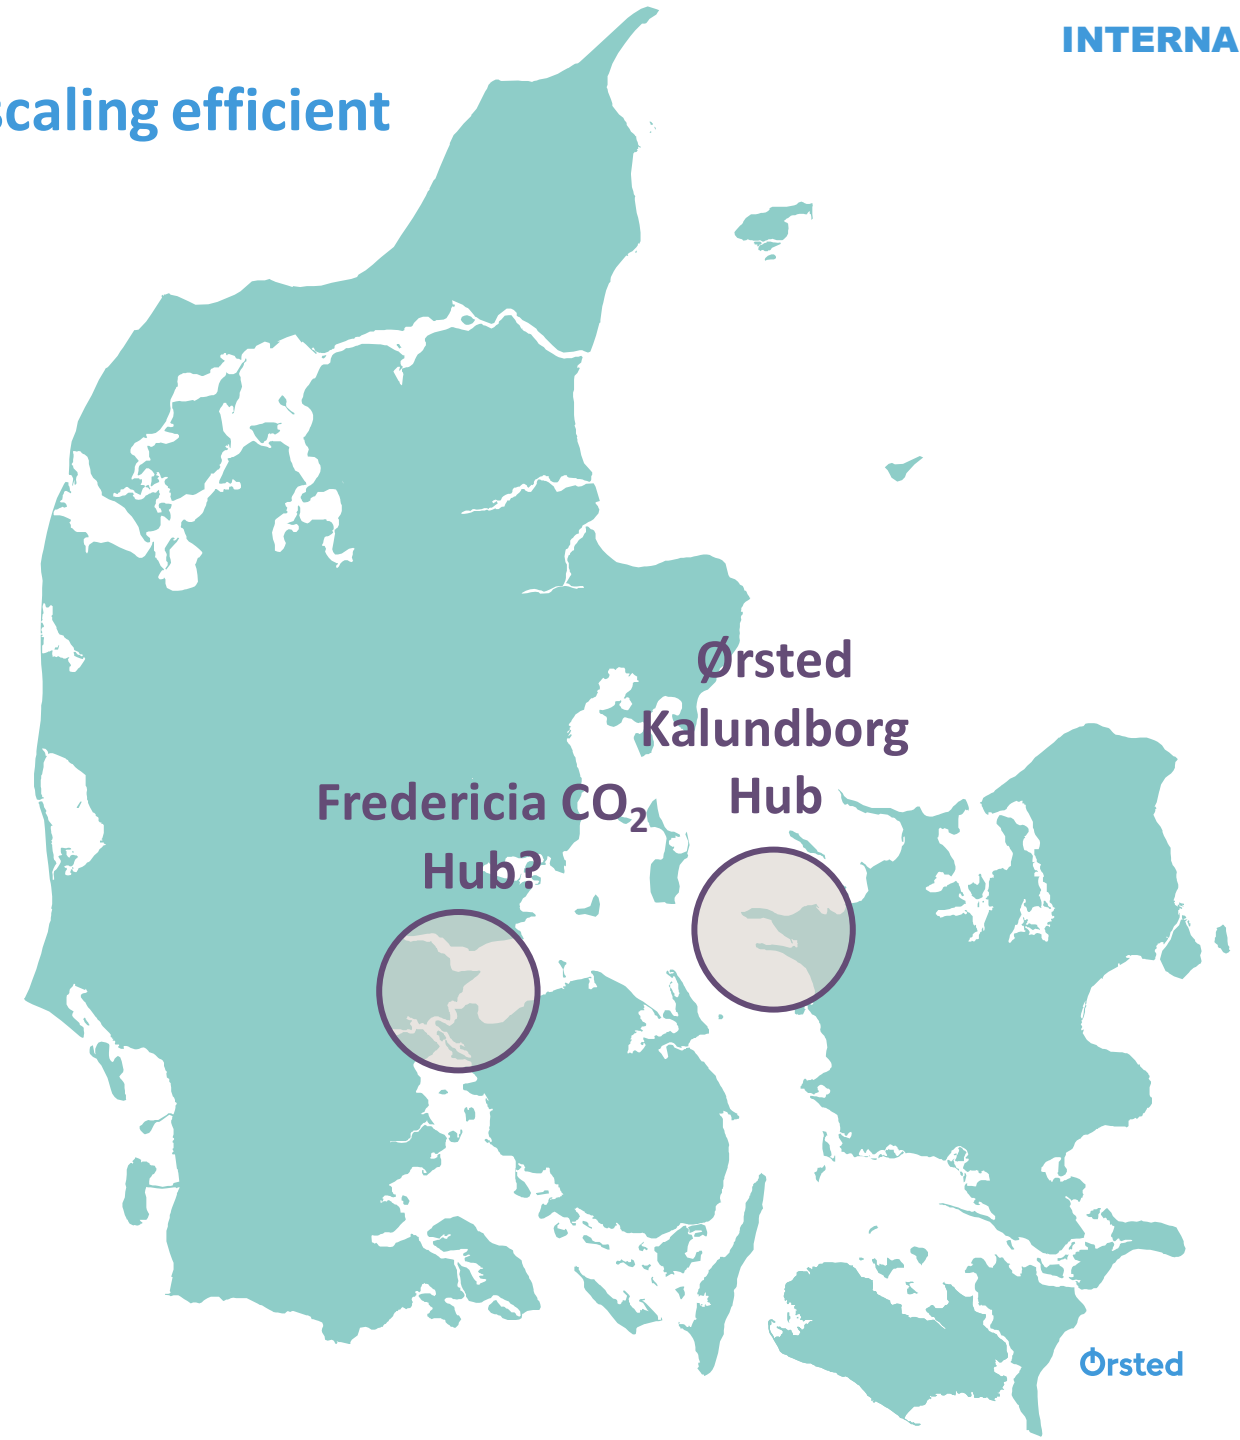 INTERNA
scaling efficient
Ørsted
Kalundborg
Hub
Fredericia CO₂
Hub?
Ørsted